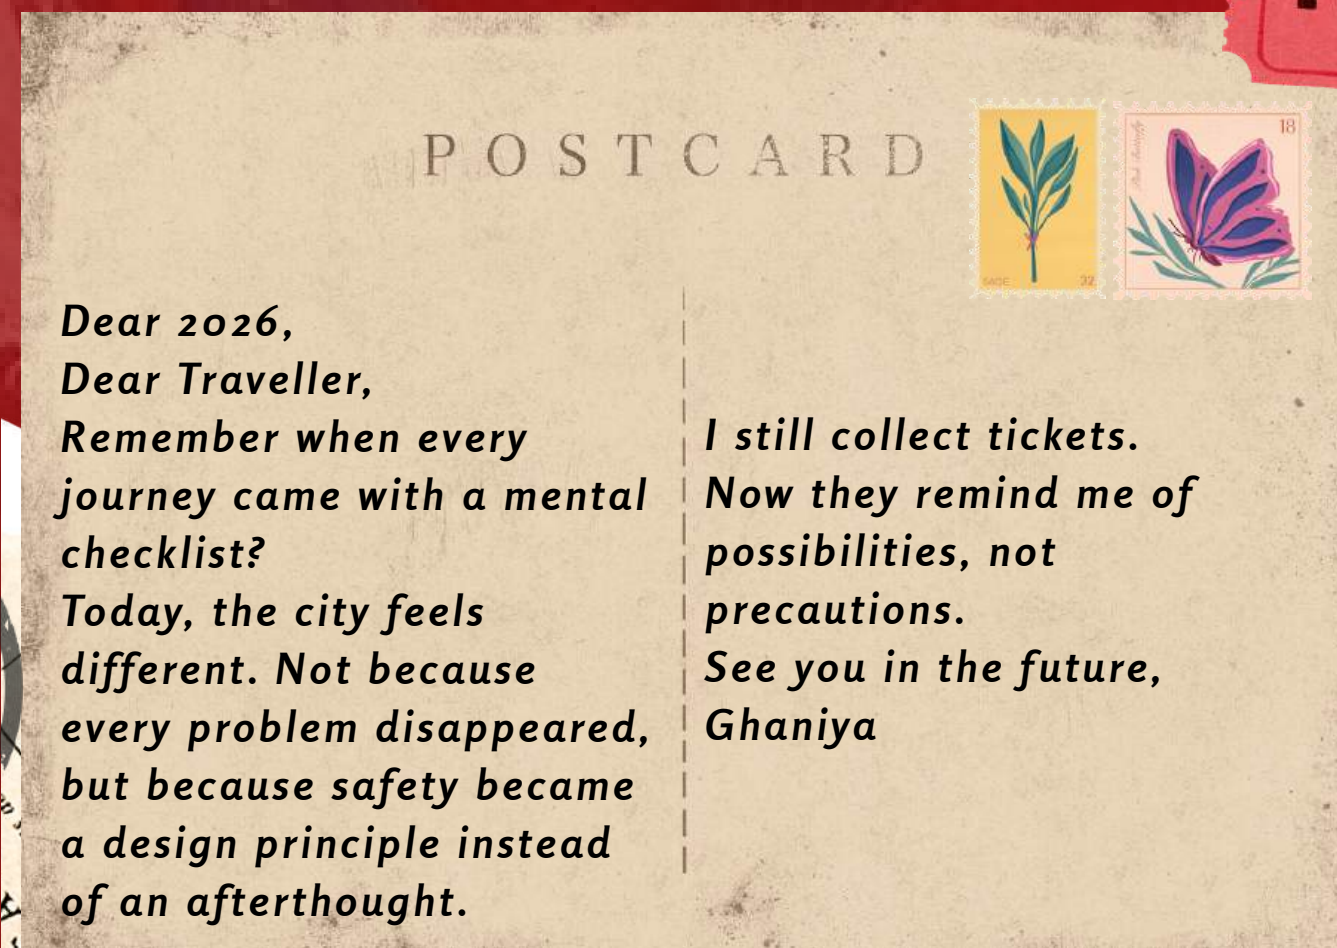 POSTCARD
18
SAGE
32
Dear 2026,
Dear Traveller,
Remember when every
journey came with a mental
checklist?
Today, the city feels
different. Not because
every problem disappeared,
but because safety became
a design principle instead
of an afterthought.
I still collect tickets.
Now they remind me of
possibilities, not
precautions.
See you in the future,
Ghaniya